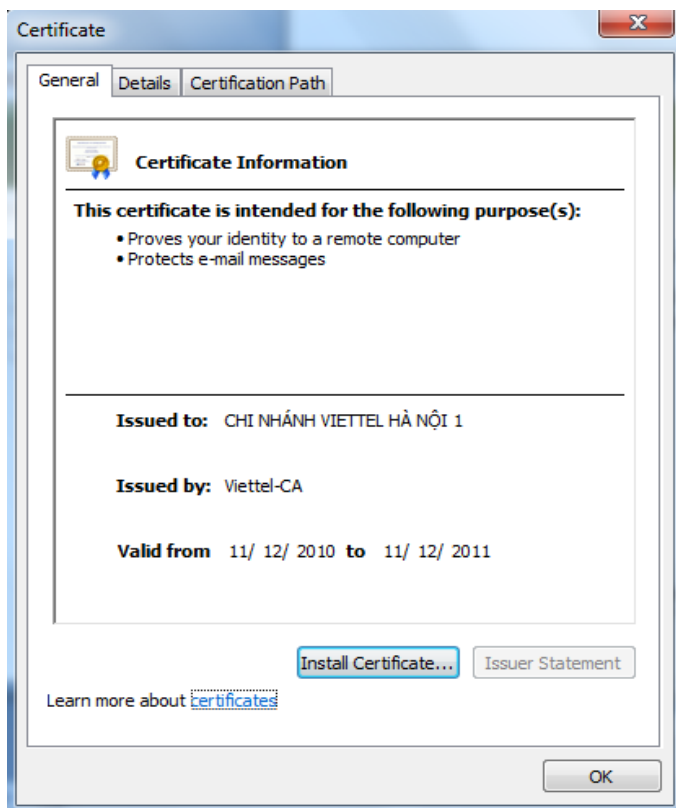 Certificate
General Details Certification Path
Certificate Information
This certificate is intended for the following purpose(s):
• Proves your identity to a remote computer
• Protects e-mail messages
Issued to: CHI NHÁNH VIETTEL HÀ NỘI 1
Issued by: Viettel-CA
Valid from 11/ 12/ 2010 to 11/ 12/ 2011
Install Certificate... Issuer Statement
Learn more about certificates
OK